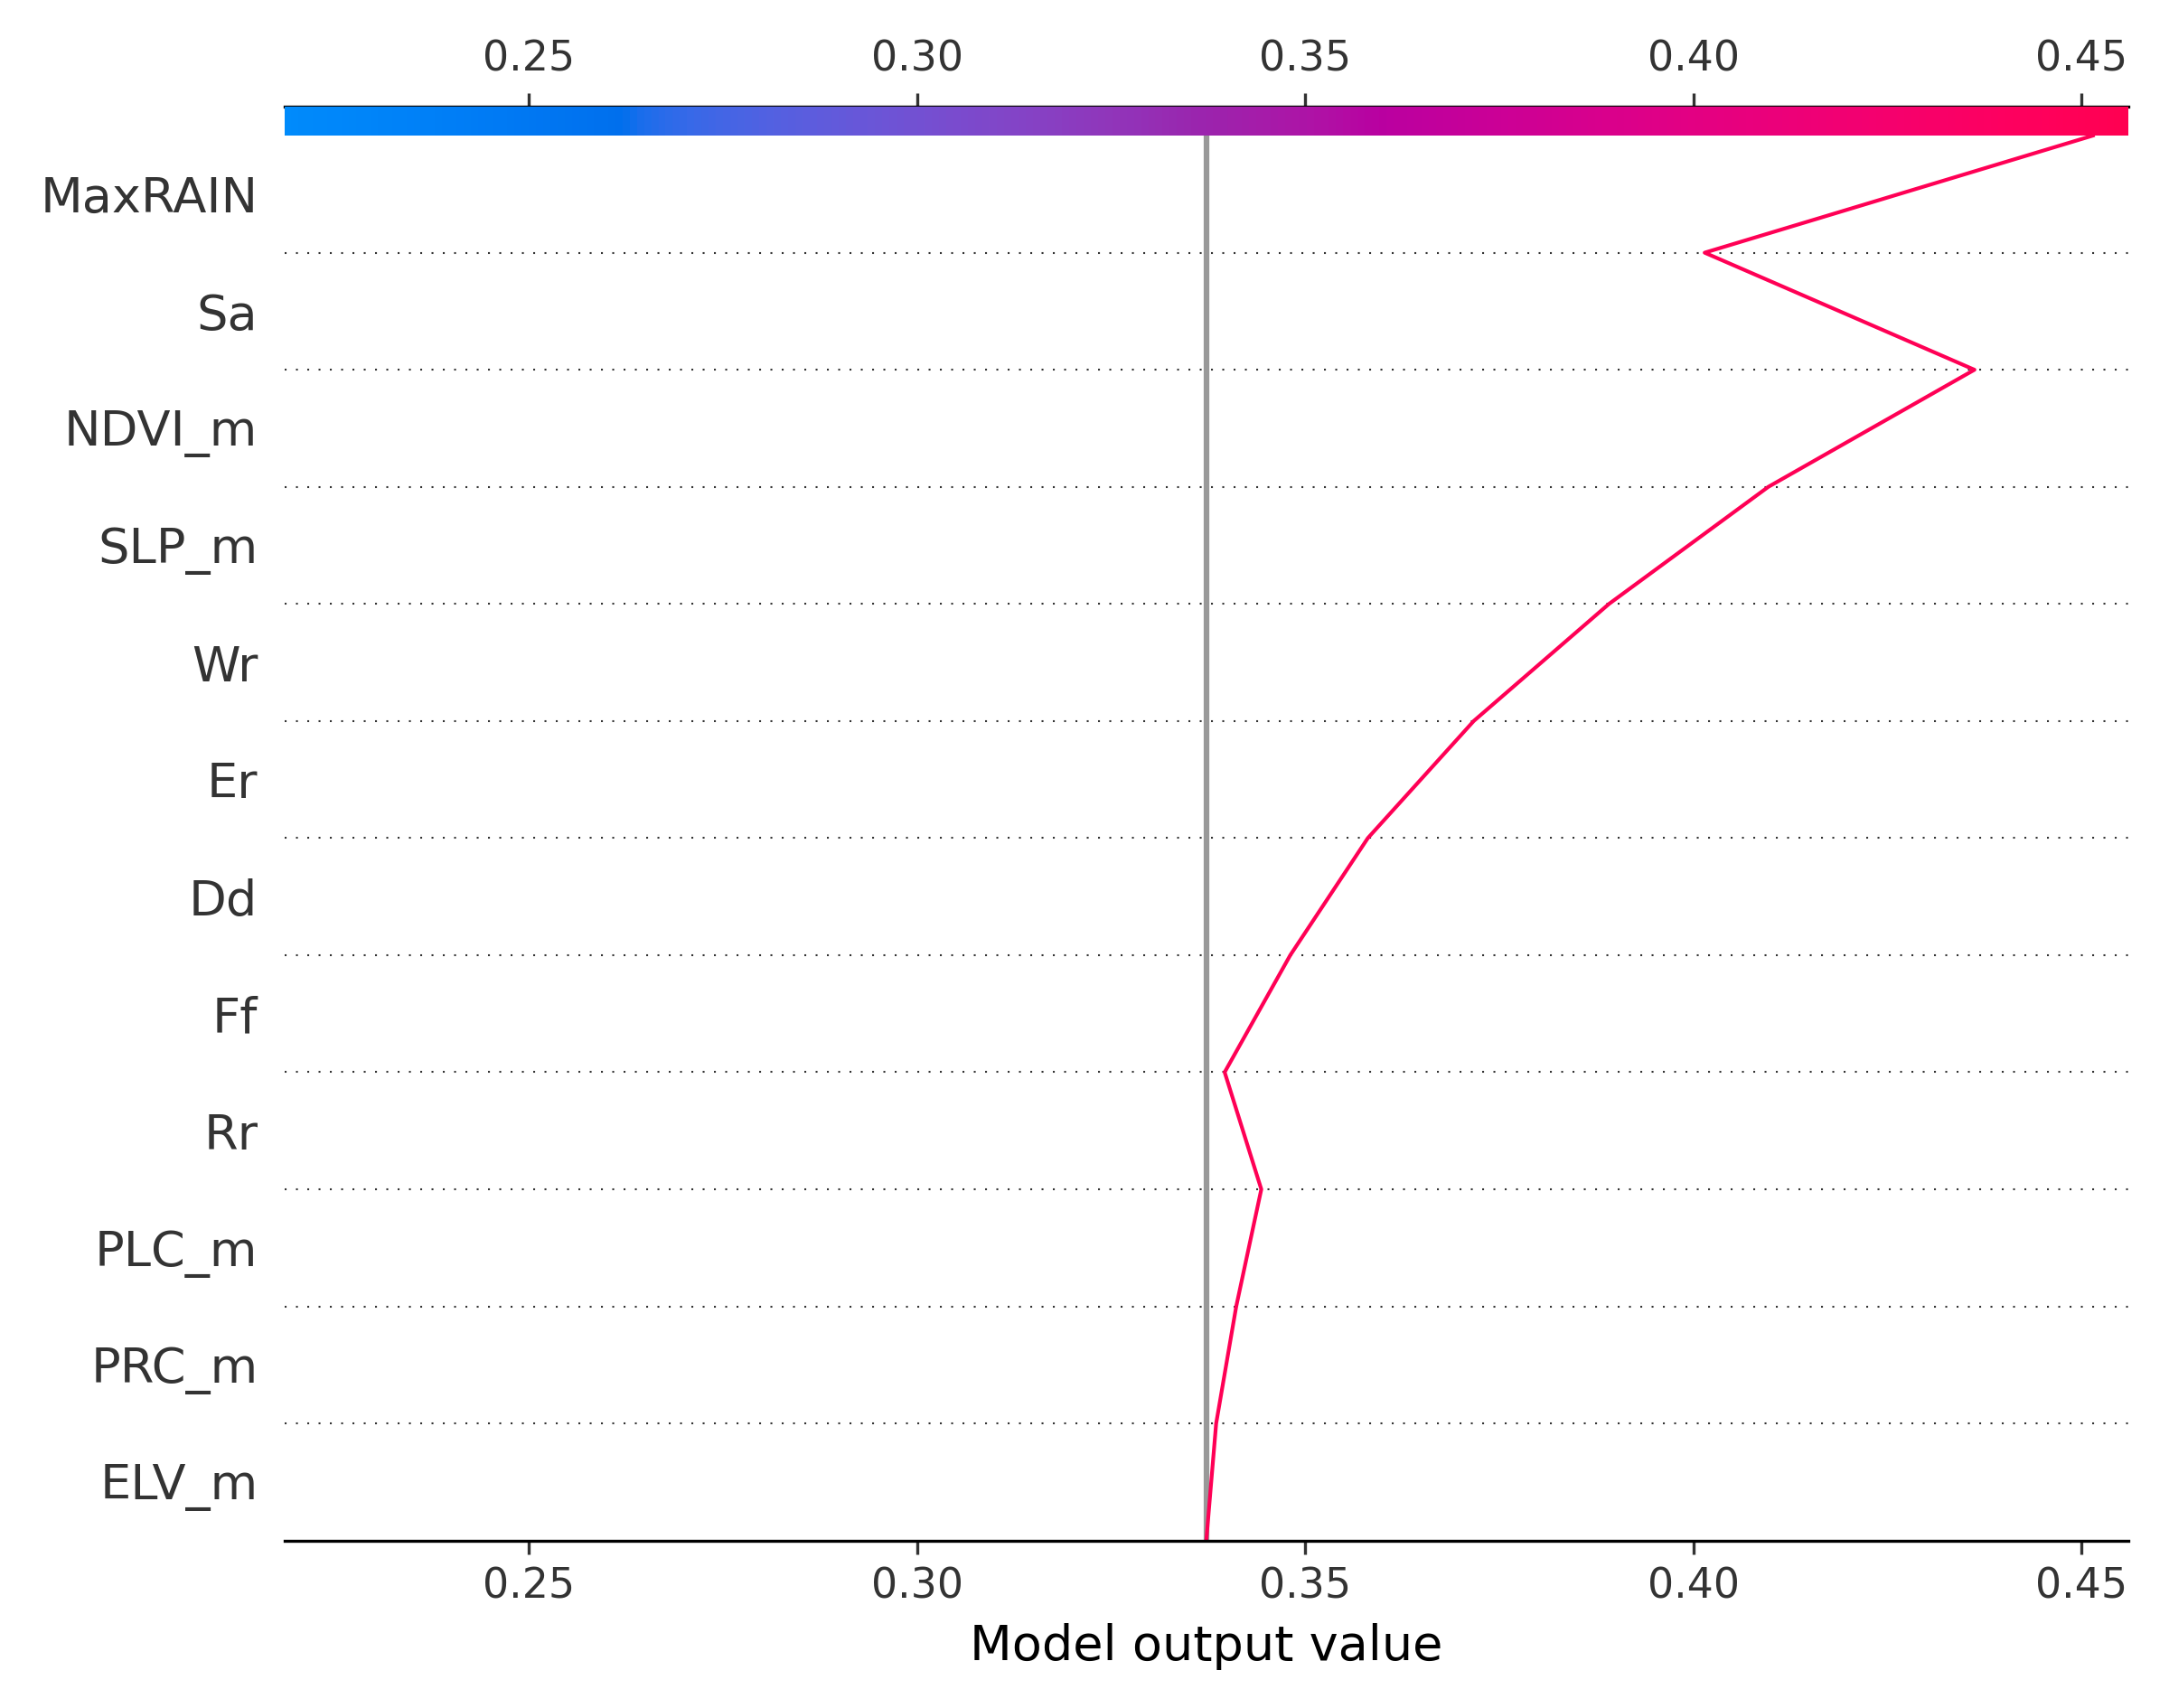 0.25 0.30 0.35 0.40 0.45
MaxRAIN
Sa
NDVI_m
SLP_m
Wr
Er
Dd
Ff
Rr
PLC_m
PRC_m
ELV_m
0.25 0.30 0.35 0.40 0.45
Model output value